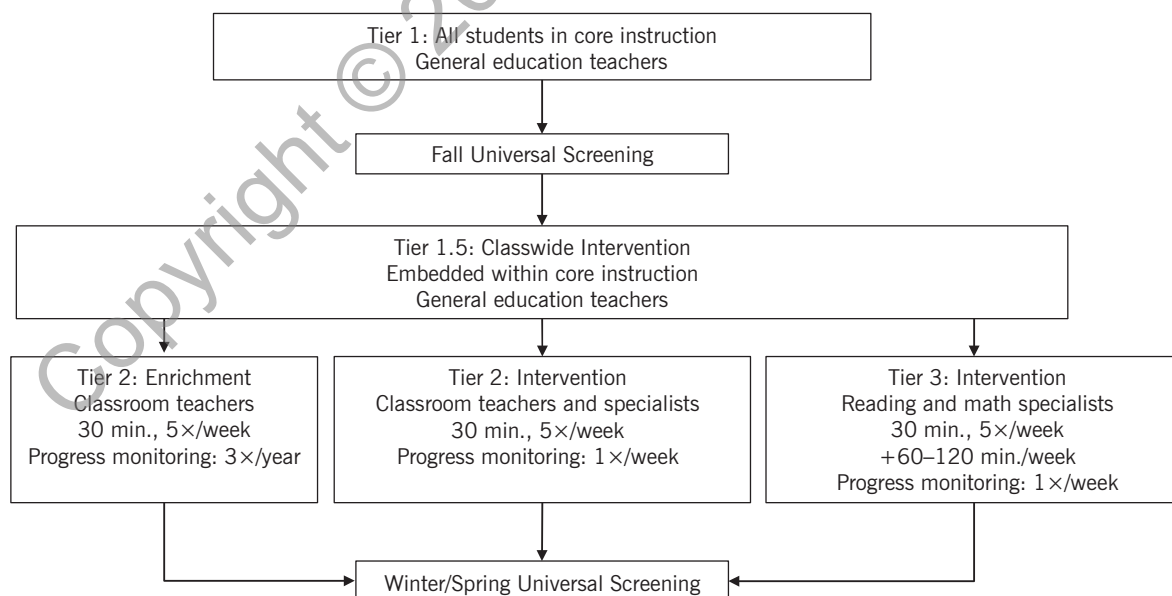 Tier 1: All students in core instruction
General education teachers
Fall Universal Screening
Tier 1.5: Classwide Intervention
Embedded within core instruction
General education teachers
Tier 2: Enrichment
Classroom teachers
30 min., 5×/week
Progress monitoring: 3×/year
Tier 2: Intervention
Classroom teachers and specialists
30 min., 5×/week
Progress monitoring: 1×/week
Tier 3: Intervention
Reading and math specialists
30 min., 5×/week
+60–120 min./week
Progress monitoring: 1×/week
Winter/Spring Universal Screening
Copyright ©